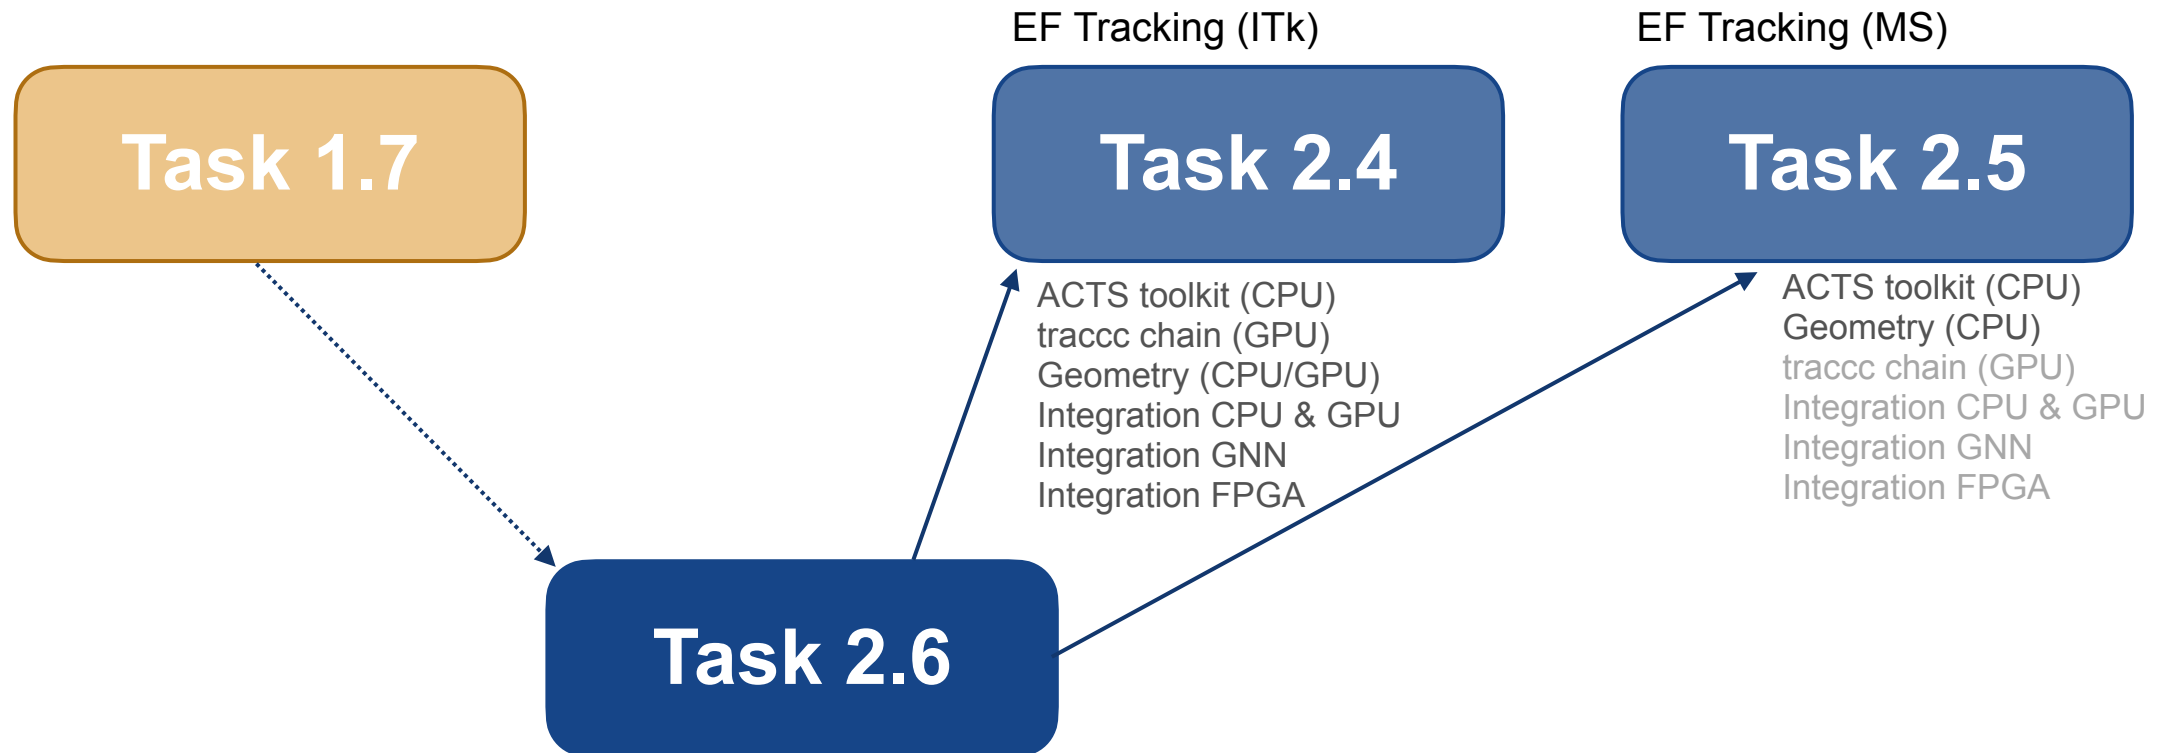 EF Tracking (ITk)
EF Tracking (MS)
Task 1.7
Task 2.4
Task 2.5
ACTS toolkit (CPU)
traccc chain (GPU)
Geometry (CPU/GPU)
Integration CPU & GPU
Integration GNN
Integration FPGA
ACTS toolkit (CPU)
Geometry (CPU)
traccc chain (GPU)
Integration CPU & GPU
Integration GNN
Integration FPGA
Task 2.6